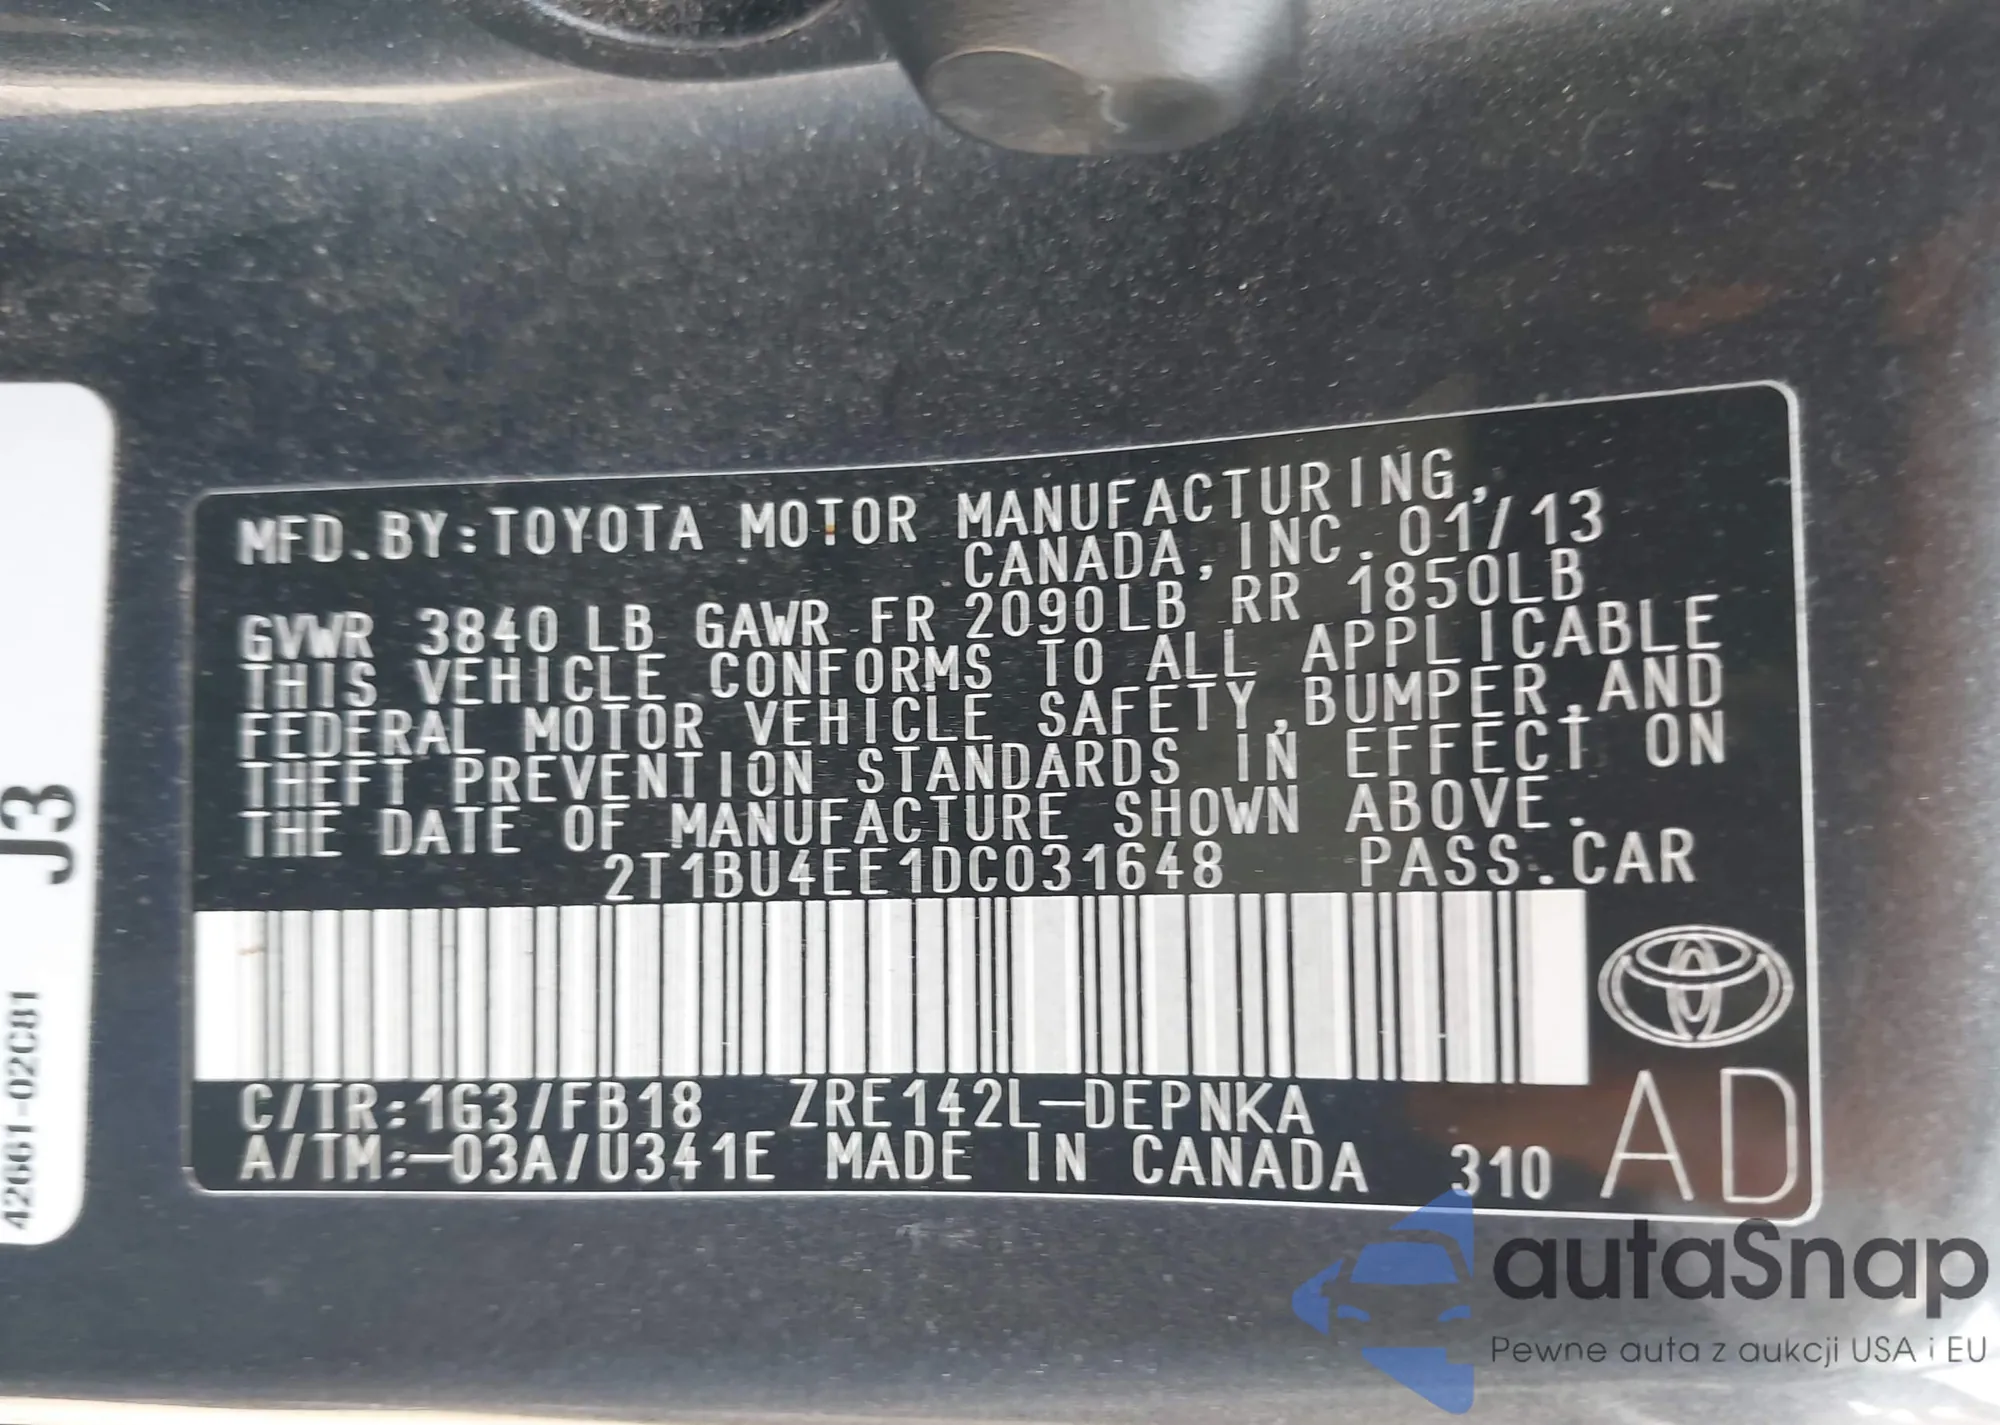 MFD.BY:TOYOTA MOTOR MANUFACTURING,
CANADA,INC. 01/13
GVWR 3840 LB GAWR FR 2090LB RR 1850LB
THIS VEHICLE CONFORMS TO ALL APPLICABLE
FEDERAL MOTOR VEHICLE SAFETY,BUMPER,AND
THEFT PREVENTION STANDARDS IN EFFECT ON
THE DATE OF MANUFACTURE SHOWN ABOVE.
2T1BU4EE1DC031648 PASS.CAR
C/TR:1G3/FB18 ZRE142L-DEPNKA
A/TM:-03A/U341E MADE IN CANADA 310
AD
J3
42661-02C81
autaSnap
Pewne auta z aukcji USA i EU